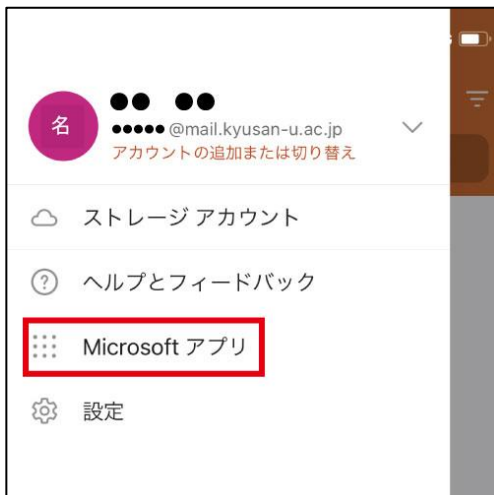 名
●● ●●
●●●●● @mail.kyusan-u.ac.jp
アカウントの追加または切り替え
ストレージ アカウント
ヘルプとフィードバック
Microsoft アプリ
設定